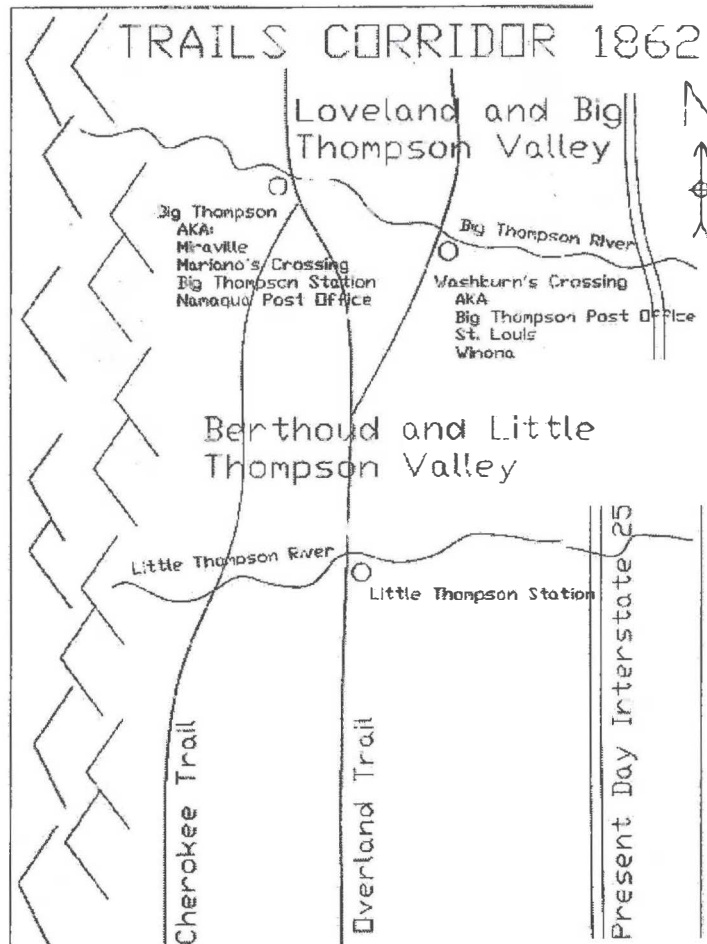 TRAILS CORRIDOR 1862
N
Loveland and Big
Thompson Valley
Big Thompson
AKA:
Miraville
Mariano's Crossing
Big Thompson Station
Namaqua Post Office
Big Thompson River
Washburn's Crossing
AKA
Big Thompson Post Office
St. Louis
Winona
Berthoud and Little
Thompson Valley
Little Thompson River
Little Thompson Station
Cherokee Trail
Overland Trail
Present Day Interstate 25